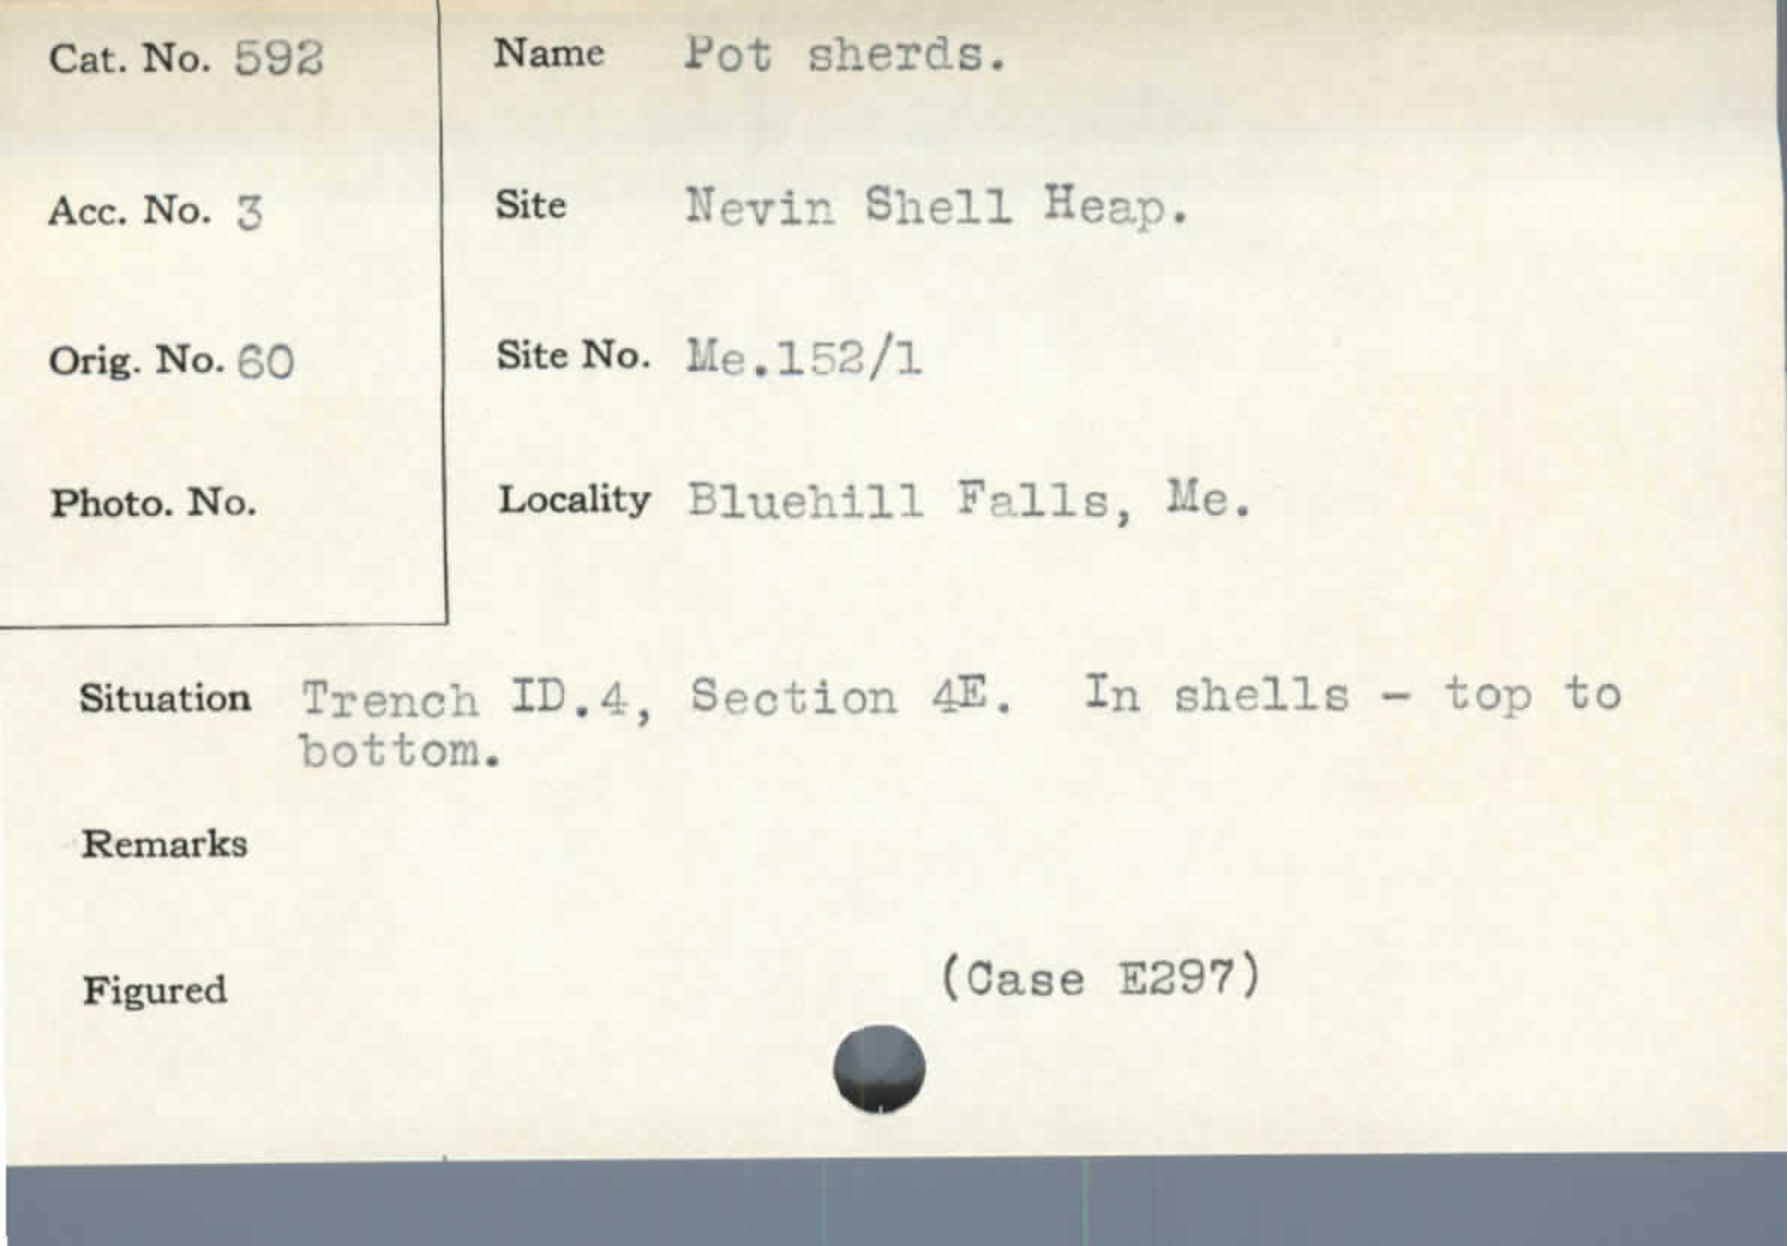 Cat. No. 592
Name Pot sherds.
Acc. No. 3
Site Nevin Shell Heap.
Orig. No. 60
Site No. Me.152/1
Photo. No.
Locality Bluehill Falls, Me.
Situation Trench ID.4, Section 4E. In shells - top to
bottom.
Remarks
Figured
(Case E297)